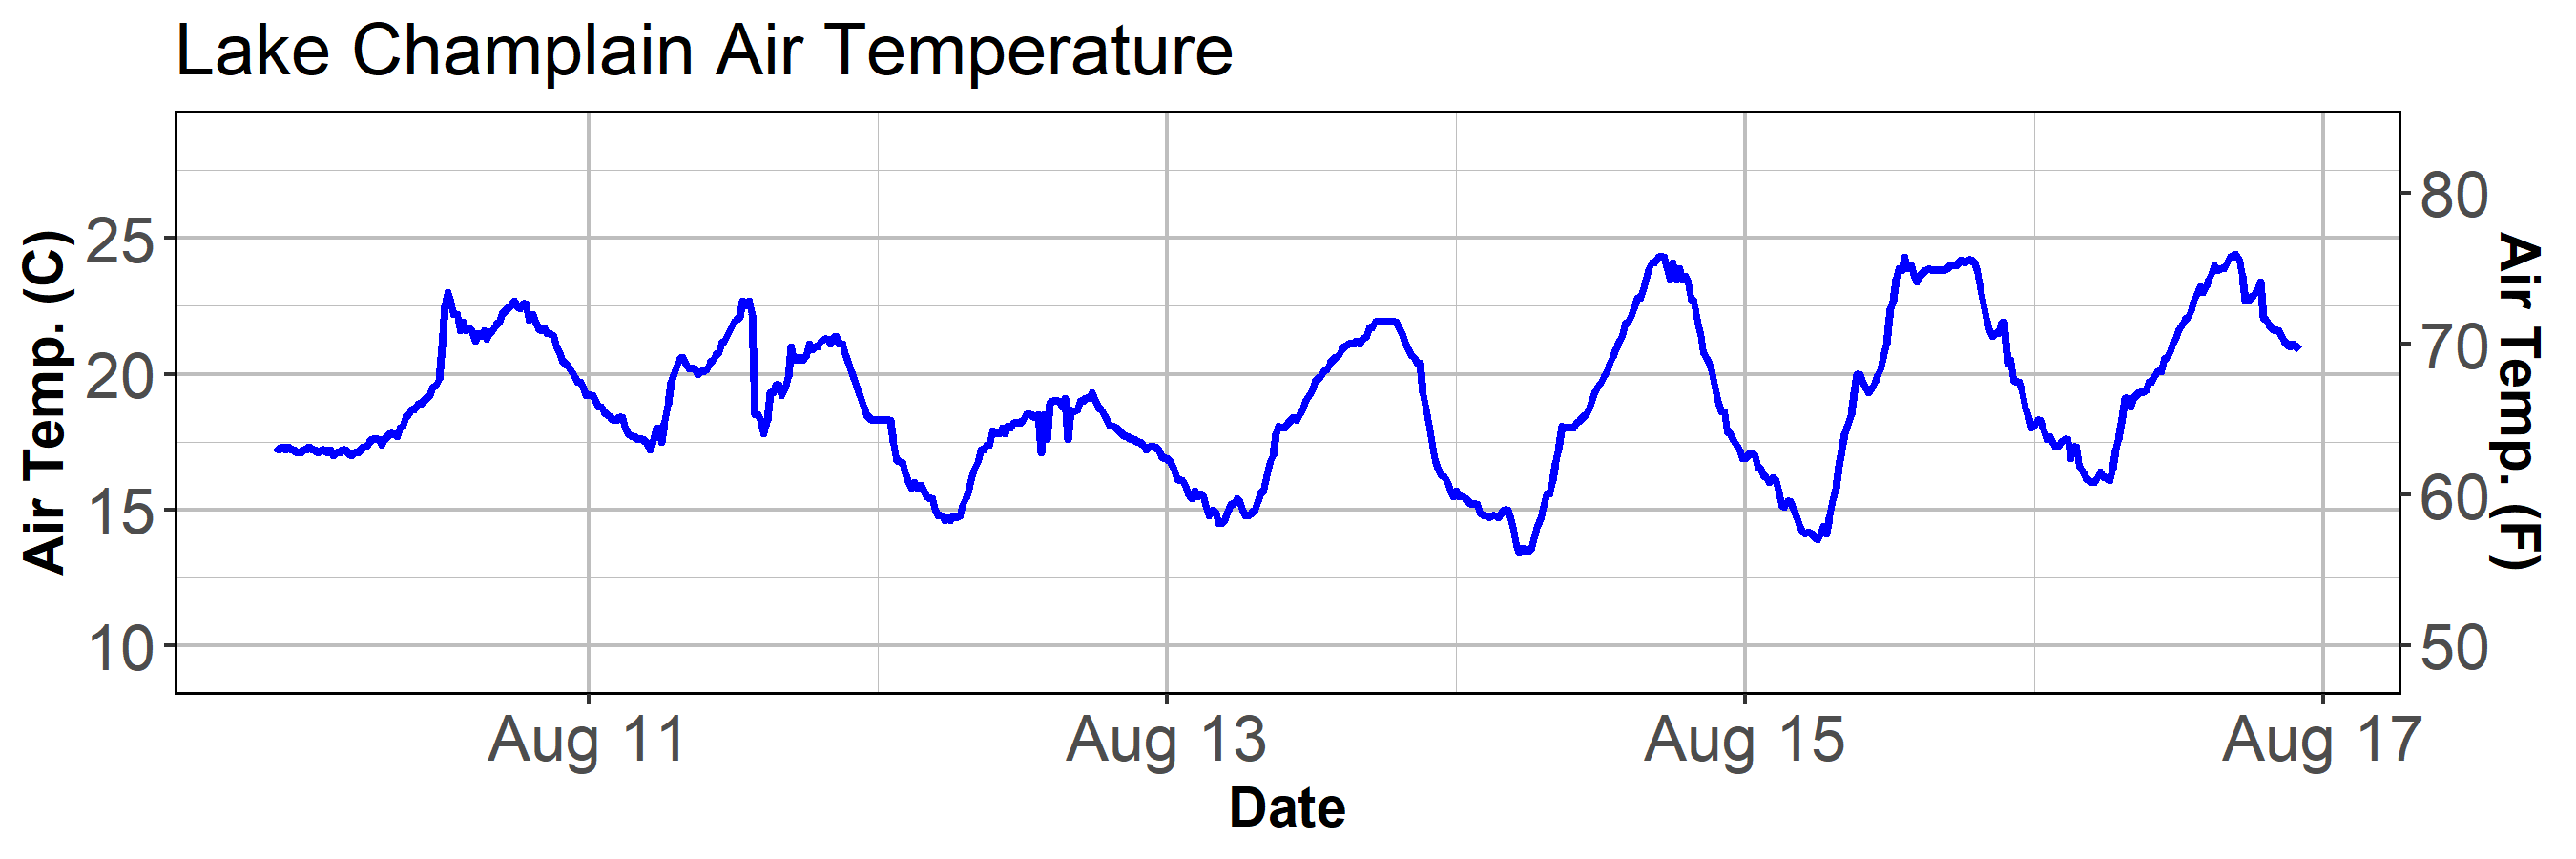 Lake Champlain Air Temperature
Air Temp. (C)
25
20
15
10
80
70
60
50
Air Temp. (F)
Aug 11
Aug 13
Aug 15
Aug 17
Date